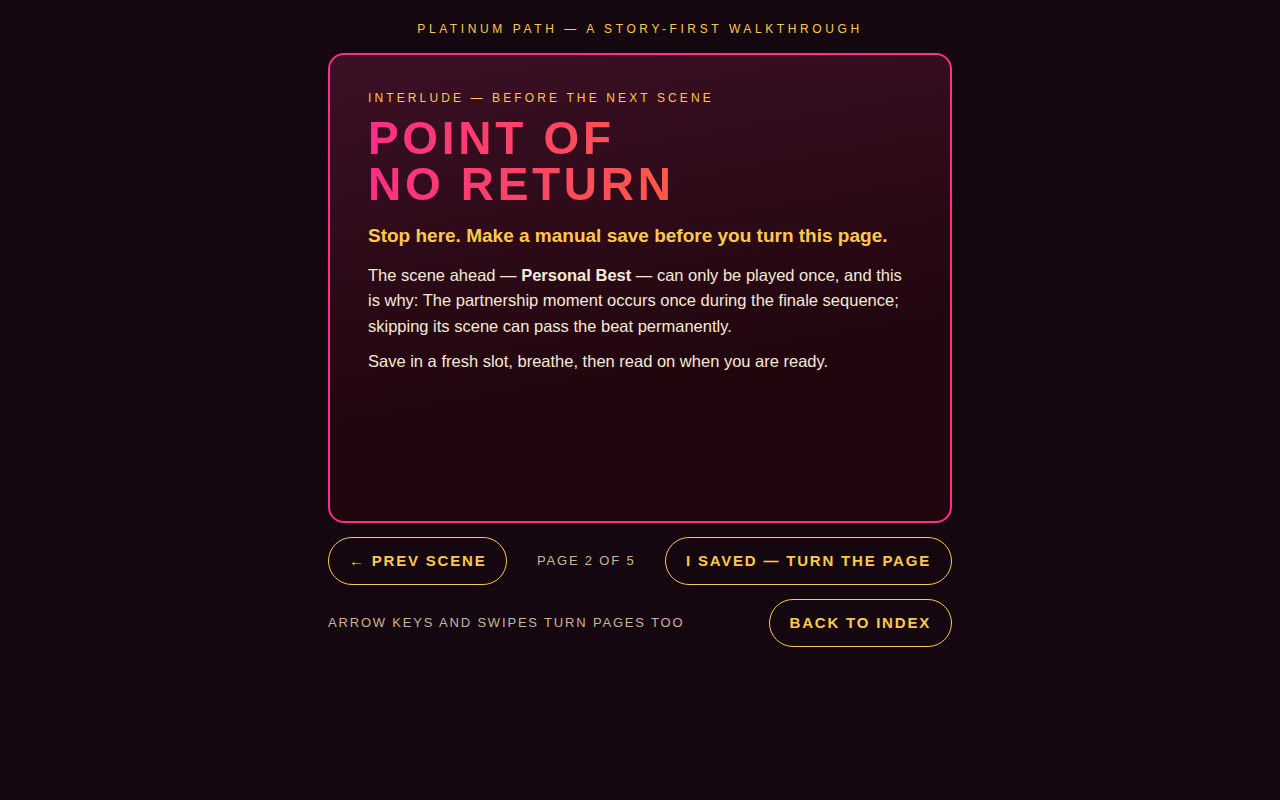 PLATINUM PATH — A STORY-FIRST WALKTHROUGH
INTERLUDE — BEFORE THE NEXT SCENE
POINT OF
NO RETURN
Stop here. Make a manual save before you turn this page.
The scene ahead — Personal Best — can only be played once, and this
is why: The partnership moment occurs once during the finale sequence;
skipping its scene can pass the beat permanently.
Save in a fresh slot, breathe, then read on when you are ready.
← PREV SCENE
PAGE 2 OF 5
I SAVED — TURN THE PAGE
ARROW KEYS AND SWIPES TURN PAGES TOO
BACK TO INDEX